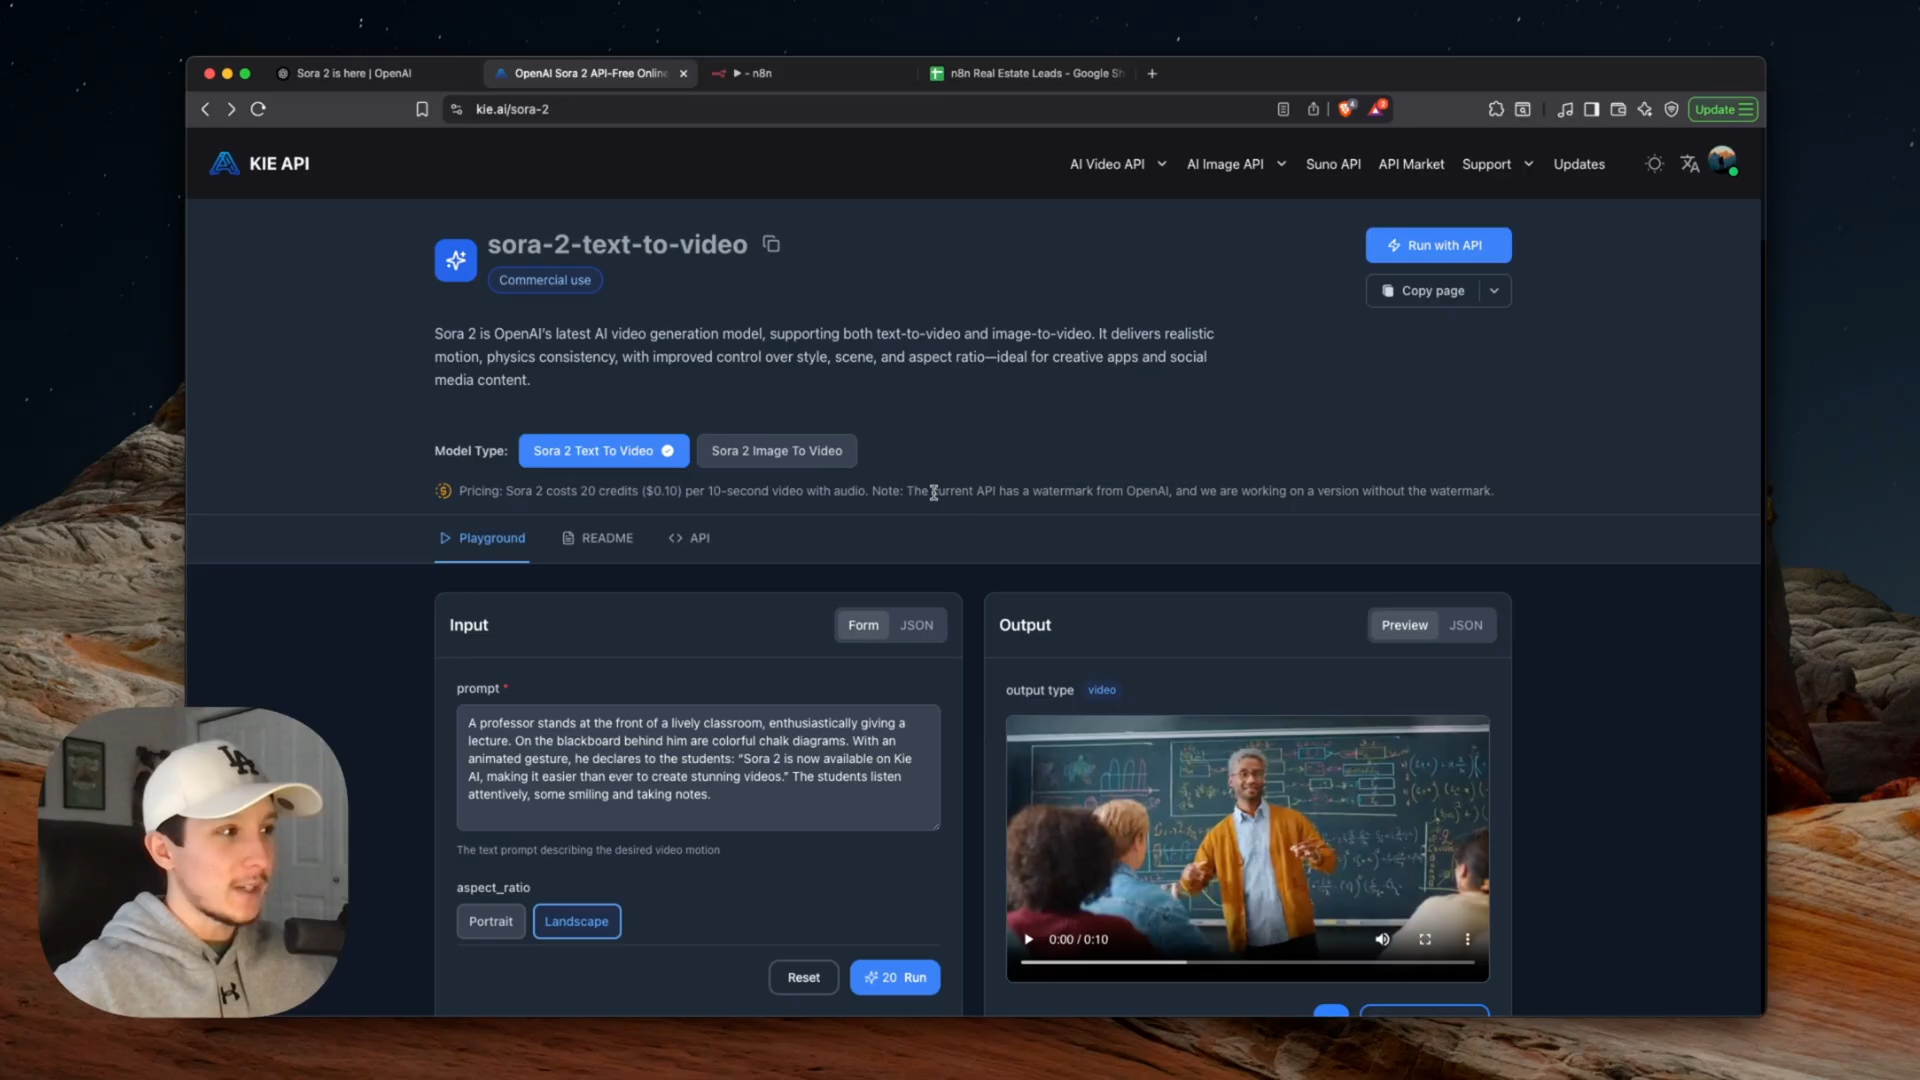 Sora 2 is here | OpenAI
OpenAI Sora 2 API-Free Online
- n8n
n8n Real Estate Leads - Google Sh
kie.ai/sora-2
Update
KIE API
AI Video API
AI Image API
Suno API
API Market
Support
Updates
sora-2-text-to-video
Commercial use
Run with API
Copy page
Sora 2 is OpenAI's latest AI video generation model, supporting both text-to-video and image-to-video. It delivers realistic
motion, physics consistency, with improved control over style, scene, and aspect ratio—ideal for creative apps and social
media content.
Model Type:
Sora 2 Text To Video
Sora 2 Image To Video
Pricing: Sora 2 costs 20 credits ($0.10) per 10-second video with audio. Note: The current API has a watermark from OpenAI, and we are working on a version without the watermark.
Playground
README
API
Input
Form
JSON
Output
Preview
JSON
prompt *
A professor stands at the front of a lively classroom, enthusiastically giving a
lecture. On the blackboard behind him are colorful chalk diagrams. With an
animated gesture, he declares to the students: "Sora 2 is now available on Kie
AI, making it easier than ever to create stunning videos." The students listen
attentively, some smiling and taking notes.
The text prompt describing the desired video motion
aspect_ratio
Portrait
Landscape
Reset
20 Run
output type
video
0:00 / 0:10
LA